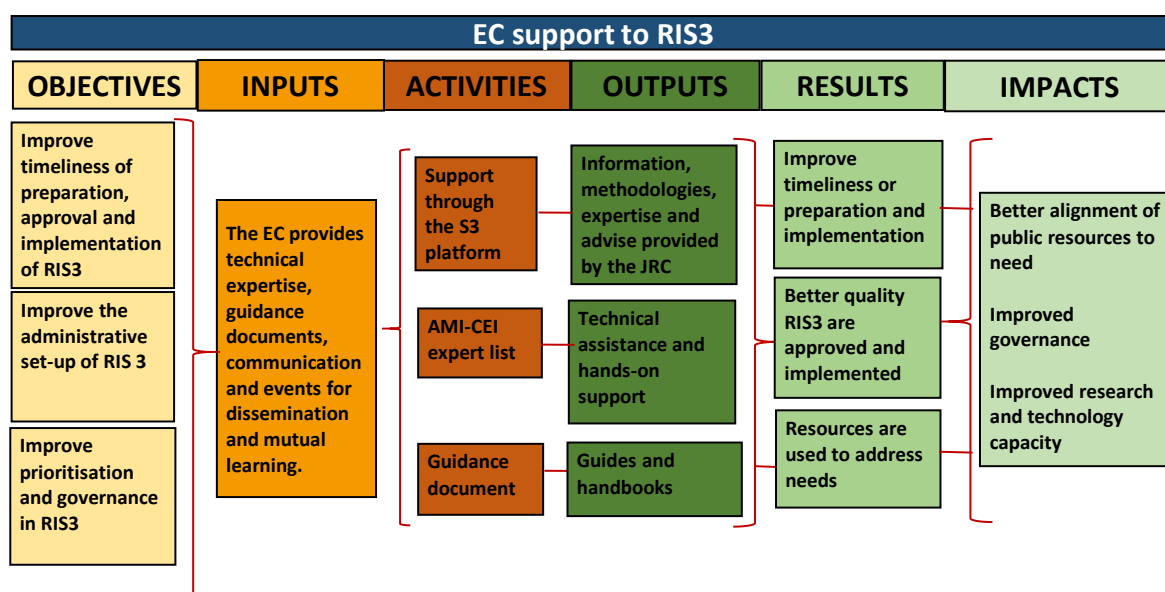 EC support to RIS3
OBJECTIVES
INPUTS
ACTIVITIES
OUTPUTS
RESULTS
IMPACTS
Improve
timeliness of
preparation,
approval and
implementation
of RIS3
Improve the
administrative
set-up of RIS 3
Improve
prioritisation
and governance
in RIS3
The EC provides
technical
expertise,
guidance
documents,
communication
and events for
dissemination
and mutual
learning.
Support
through
the S3
platform
AMI-CEI
expert list
Guidance
document
Information,
methodologies,
expertise and
advise provided
by the JRC
Technical
assistance and
hands-on
support
Guides and
handbooks
Improve
timeliness or
preparation and
implementation
Better quality
RIS3 are
approved and
implemented
Resources are
used to address
needs
Better alignment of
public resources to
need
Improved
governance
Improved research
and technology
capacity